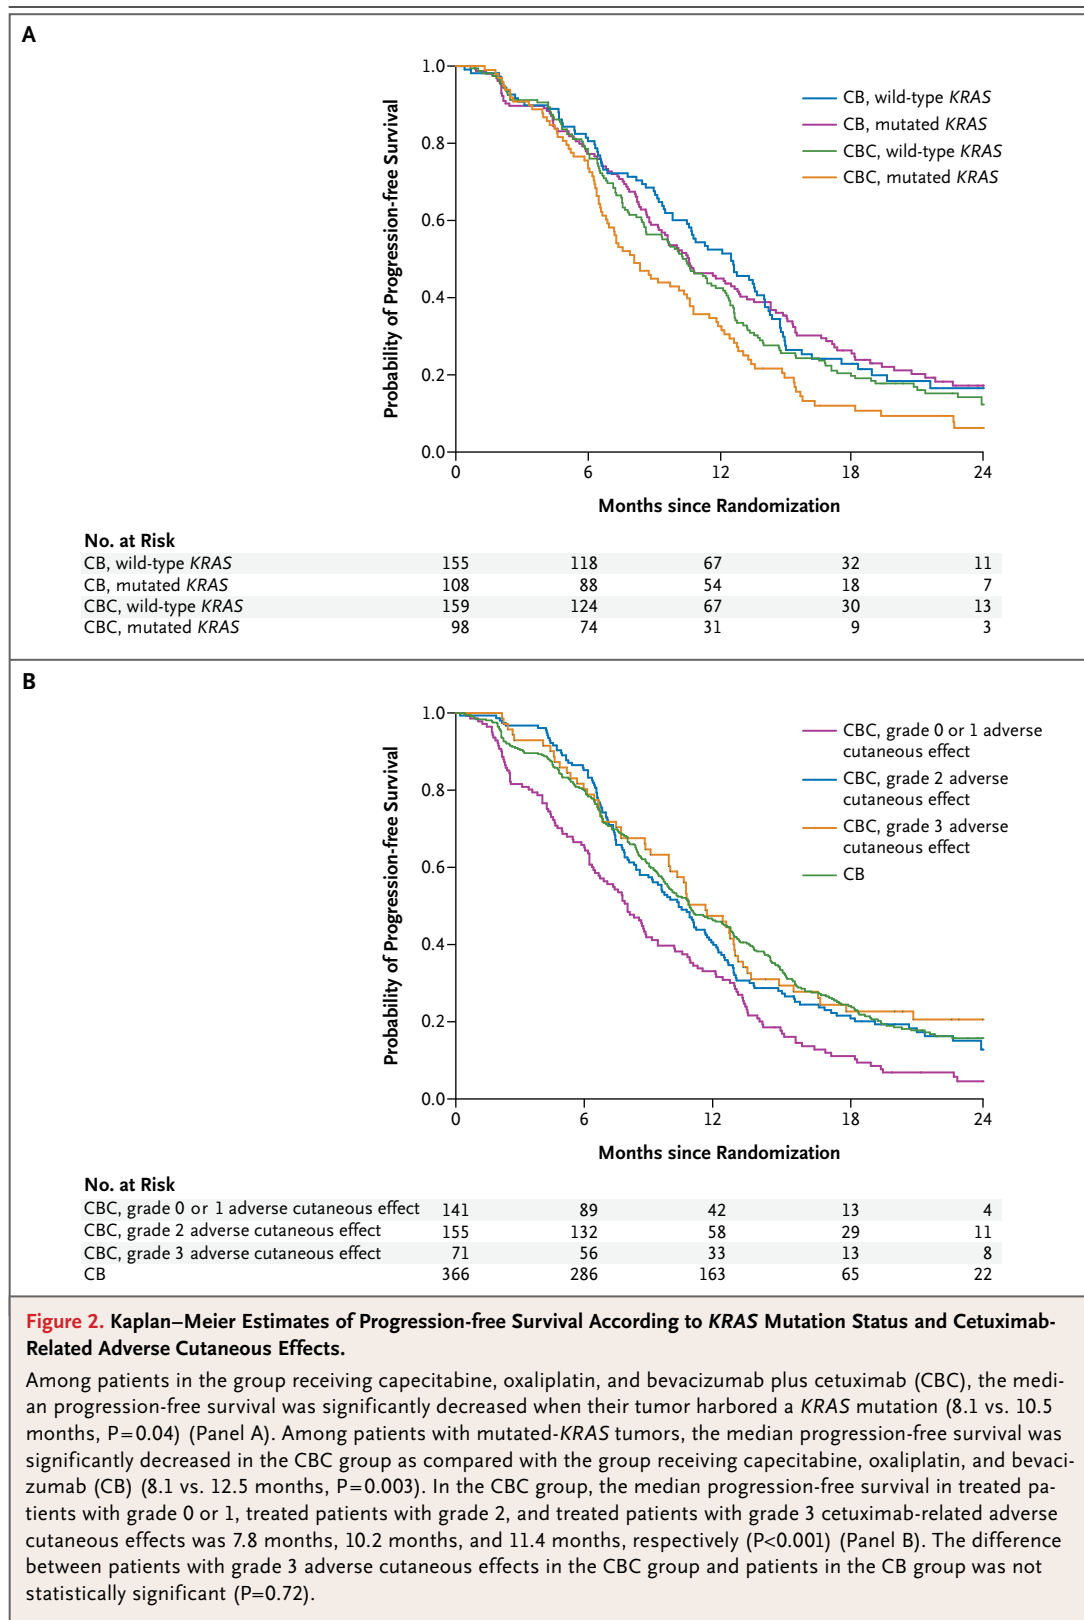 A
1.0
0.8
0.6
0.4
0.2
0.0
Probability of Progression-free Survival
CB, wild-type KRAS
CB, mutated KRAS
CBC, wild-type KRAS
CBC, mutated KRAS
0 6 12 18 24
Months since Randomization
No. at Risk
CB, wild-type KRAS 155 118 67 32 11
CB, mutated KRAS 108 88 54 18 7
CBC, wild-type KRAS 159 124 67 30 13
CBC, mutated KRAS 98 74 31 9 3
B
1.0
0.8
0.6
0.4
0.2
0.0
Probability of Progression-free Survival
CBC, grade 0 or 1 adverse
cutaneous effect
CBC, grade 2 adverse
cutaneous effect
CBC, grade 3 adverse
cutaneous effect
CB
0 6 12 18 24
Months since Randomization
No. at Risk
CBC, grade 0 or 1 adverse cutaneous effect 141 89 42 13 4
CBC, grade 2 adverse cutaneous effect 155 132 58 29 11
CBC, grade 3 adverse cutaneous effect 71 56 33 13 8
CB 366 286 163 65 22
Figure 2. Kaplan–Meier Estimates of Progression-free Survival According to KRAS Mutation Status and Cetuximab-
Related Adverse Cutaneous Effects.
Among patients in the group receiving capecitabine, oxaliplatin, and bevacizumab plus cetuximab (CBC), the medi-
an progression-free survival was significantly decreased when their tumor harbored a KRAS mutation (8.1 vs. 10.5
months, P=0.04) (Panel A). Among patients with mutated-KRAS tumors, the median progression-free survival was
significantly decreased in the CBC group as compared with the group receiving capecitabine, oxaliplatin, and bevaci-
zumab (CB) (8.1 vs. 12.5 months, P=0.003). In the CBC group, the median progression-free survival in treated pa-
tients with grade 0 or 1, treated patients with grade 2, and treated patients with grade 3 cetuximab-related adverse
cutaneous effects was 7.8 months, 10.2 months, and 11.4 months, respectively (P<0.001) (Panel B). The difference
between patients with grade 3 adverse cutaneous effects in the CBC group and patients in the CB group was not
statistically significant (P=0.72).